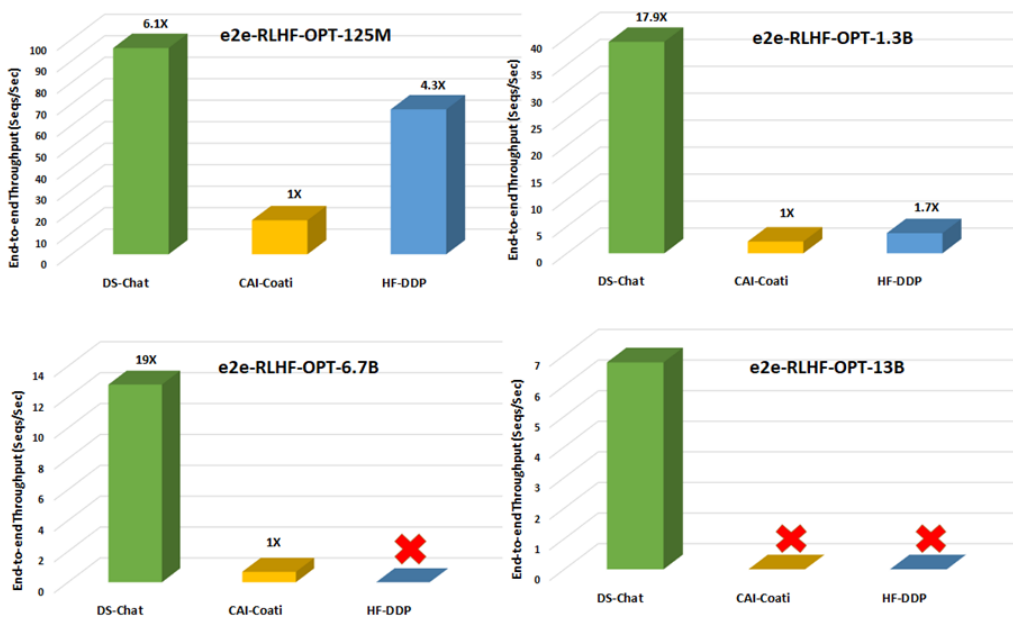 e2e-RLHF-OPT-125M
End-to-end Throughput (Seqs/Sec)
100
90
80
70
60
50
40
30
20
10
0
6.1X
1X
4.3X
DS-Chat CAI-Coati HF-DDP
e2e-RLHF-OPT-1.3B
End-to-end Throughput (Seqs/Sec)
40
35
30
25
20
15
10
5
0
17.9X
1X
1.7X
DS-Chat CAI-Coati HF-DDP
e2e-RLHF-OPT-6.7B
End-to-end Throughput (Seqs/Sec)
14
12
10
8
6
4
2
0
19X
1X
DS-Chat CAI-Coati HF-DDP
e2e-RLHF-OPT-13B
End-to-end Throughput (Seqs/Sec)
7
6
5
4
3
2
1
0
DS-Chat CAI-Coati HF-DDP